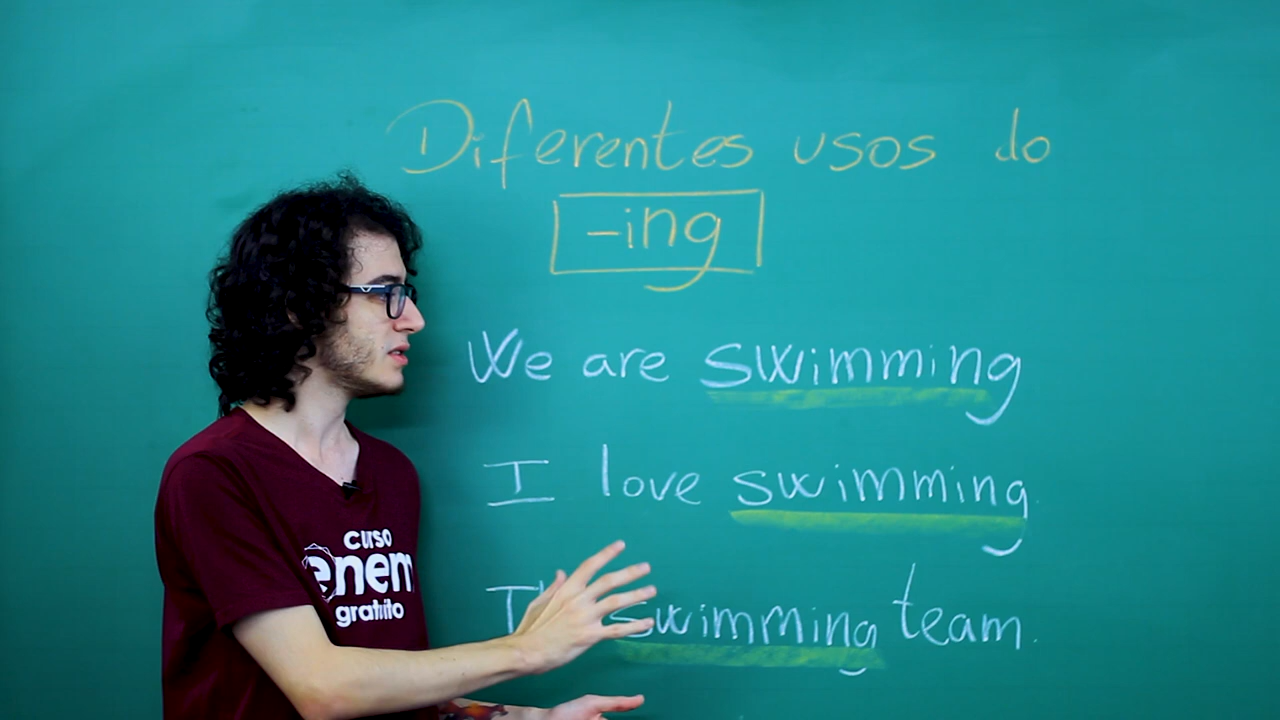 Diferentes usos do
-ing
We are swimming
I love swimming.
swimming team.
curso
enem
gratuito